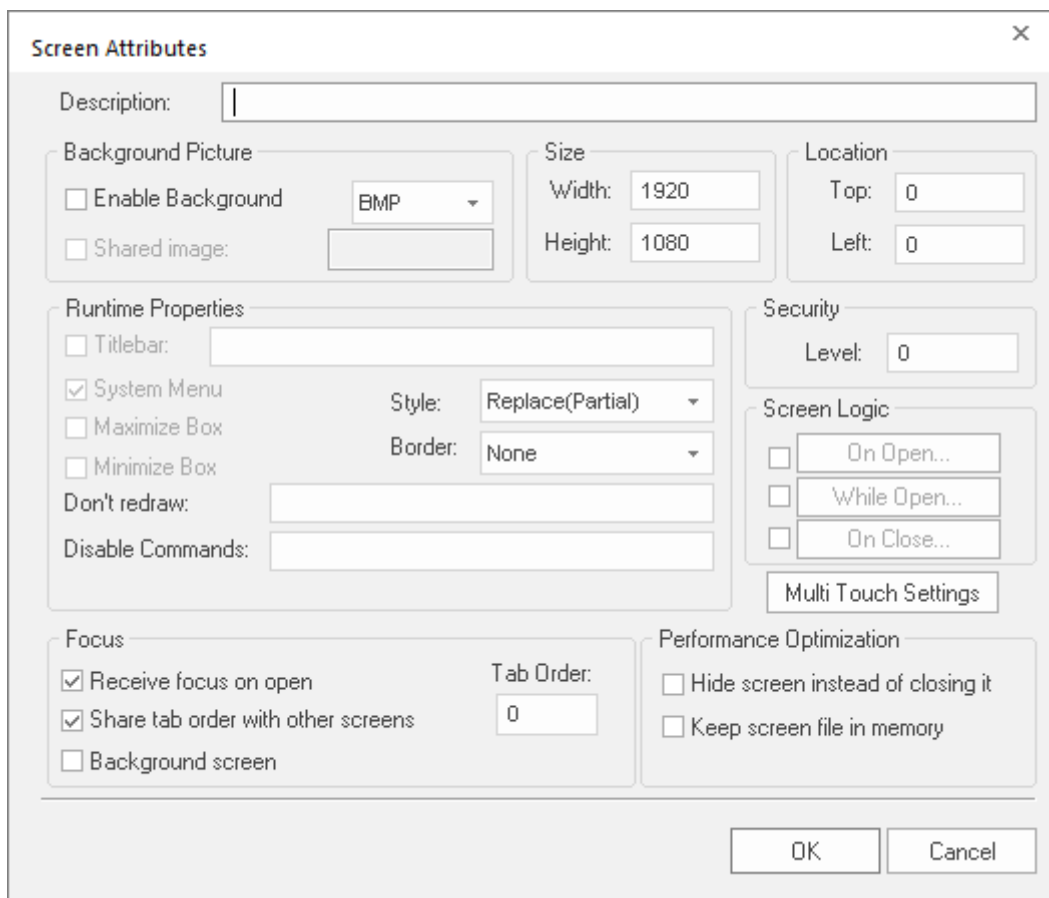 Screen Attributes
Description:
Background Picture
Enable Background BMP
Shared image:
Size
Width: 1920
Height: 1080
Location
Top: 0
Left: 0
Runtime Properties
Titlebar:
System Menu
Maximize Box
Minimize Box
Style: Replace(Partial)
Border: None
Don't redraw:
Disable Commands:
Security
Level: 0
Screen Logic
On Open...
While Open...
On Close...
Multi Touch Settings
Focus
Receive focus on open
Share tab order with other screens
Background screen
Tab Order:
0
Performance Optimization
Hide screen instead of closing it
Keep screen file in memory
OK Cancel